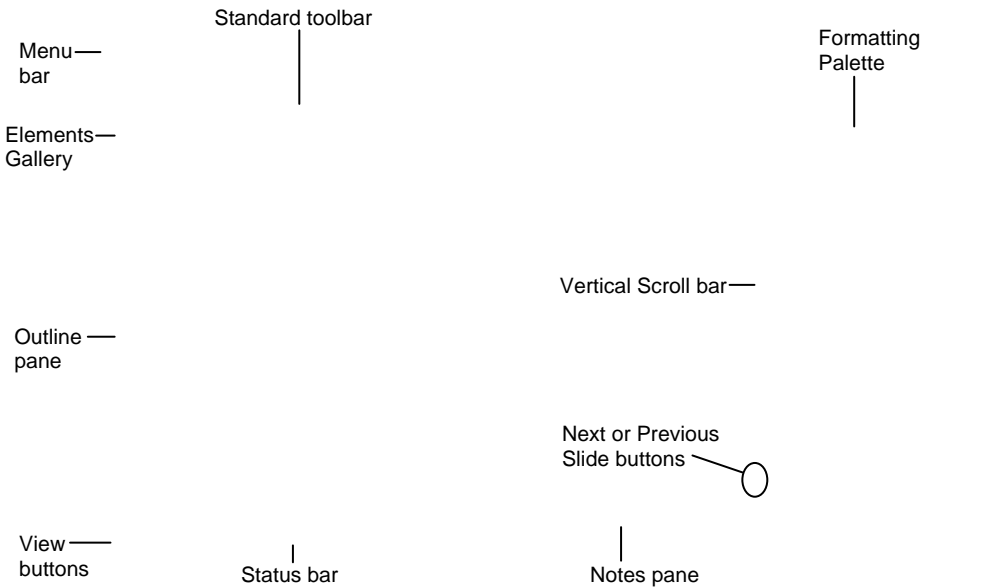 Standard toolbar
Menu
bar
Formatting
Palette
Elements
Gallery
Vertical Scroll bar
Outline
pane
Next or Previous
Slide buttons
View
buttons
Status bar
Notes pane